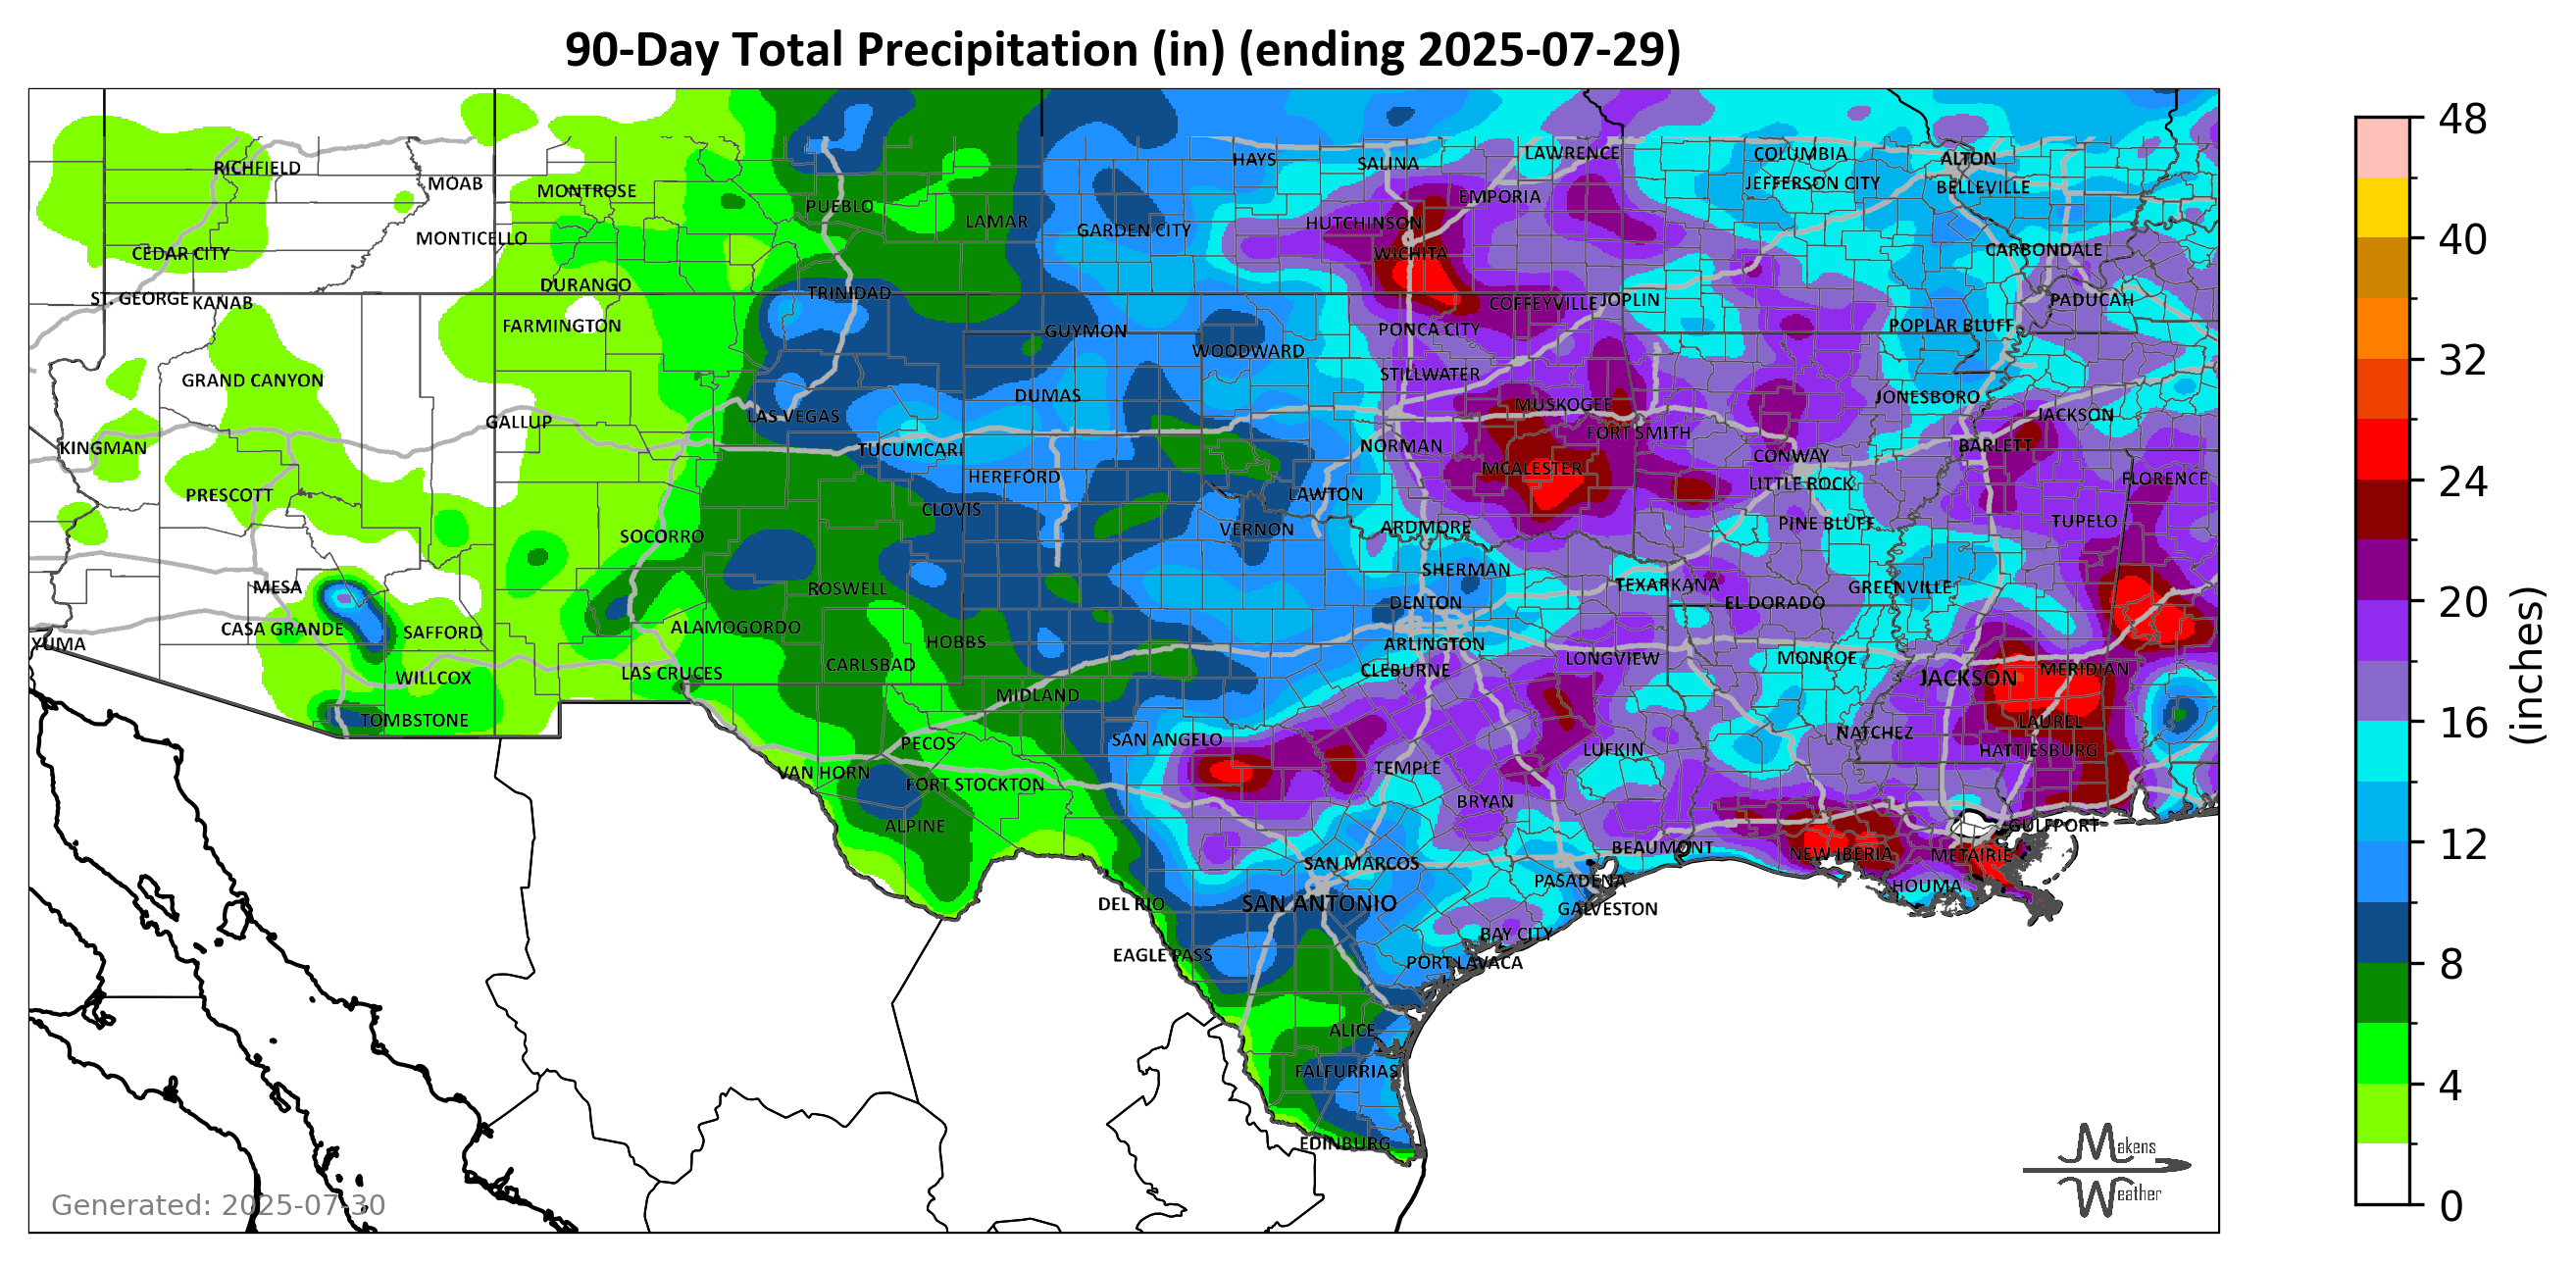 90-Day Total Precipitation (in) (ending 2025-07-29)
RICHFIELD
MOAB
MONTROSE
PUEBLO
LAMAR
GARDEN CITY
HAYS
SALINA
LAWRENCE
COLUMBIA
ALTON
JEFFERSON CITY
BELLEVILLE
EMPORIA
HUTCHINSON
WICHITA
CARBONDALE
CEDAR CITY
MONTICELLO
DURANGO
TRINIDAD
ST. GEORGE
KANAB
COFFEYVILLE
JOPLIN
PADUCAH
FARMINGTON
GUYMON
PONCA CITY
POPLAR BLUFF
WOODWARD
STILLWATER
GRAND CANYON
DUMAS
MUSKOGEE
JONESBORO
JACKSON
GALLUP
LAS VEGAS
FORT SMITH
KINGMAN
TUCUMCARI
NORMAN
BARLETT
CONWAY
MCALESTER
HEREFORD
LITTLE ROCK
FLORENCE
PRESCOTT
LAWTON
CLOVIS
VERNON
ARDMORE
PINE BLUFF
TUPELO
SOCORRO
SHERMAN
MESA
ROSWELL
TEXARKANA
GREENVILLE
DENTON
EL DORADO
CASA GRANDE
SAFFORD
ALAMOGORDO
HOBBS
ARLINGTON
YUMA
LONGVIEW
MONROE
CARLSBAD
CLEBURNE
MERIDIAN
WILLCOX
LAS CRUCES
JACKSON
MIDLAND
TOMBSTONE
LAUREL
NATCHEZ
PECOS
SAN ANGELO
LUFKIN
HATTIESBURG
VAN HORN
FORT STOCKTON
TEMPLE
BRYAN
ALPINE
GULFPORT
SAN MARCOS
BEAUMONT
NEW IBERIA
METAIRIE
PASADENA
HOUMA
DEL RIO
SAN ANTONIO
GALVESTON
BAY CITY
EAGLE PASS
PORT LAVACA
ALICE
FALFURRIAS
EDINBURG
Generated: 2025-07-30
Makens
Weather
48
40
32
24
20
16
12
8
4
0
(inches)